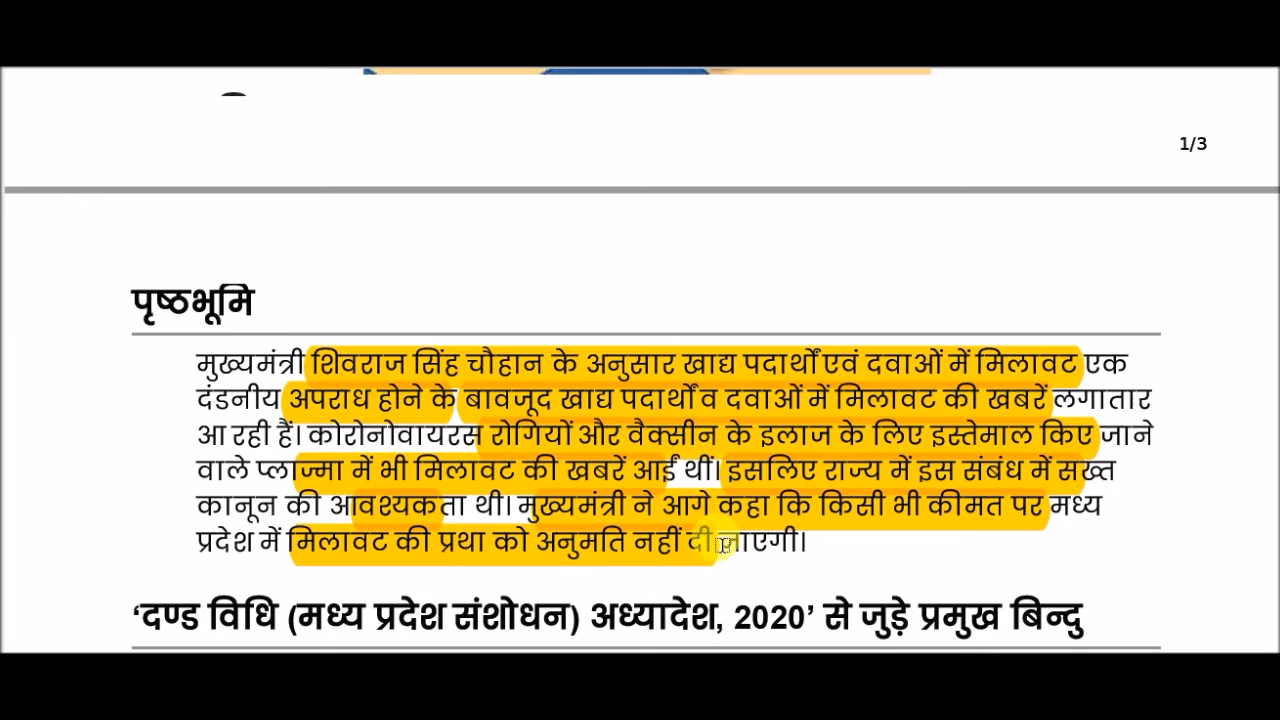 1/3
पृष्ठभूमि
मुख्यमंत्री शिवराज सिंह चौहान के अनुसार खाद्य पदार्थों एवं दवाओं में मिलावट एक
दंडनीय अपराध होने के बावजूद खाद्य पदार्थों व दवाओं में मिलावट की खबरें लगातार
आ रही हैं। कोरोनोवायरस रोगियों और वैक्सीन के इलाज के लिए इस्तेमाल किए जाने
वाले प्लाज्मा में भी मिलावट की खबरें आईं थीं। इसलिए राज्य में इस संबंध में सख्त
कानून की आवश्यकता थी। मुख्यमंत्री ने आगे कहा कि किसी भी कीमत पर मध्य
प्रदेश में मिलावट की प्रथा को अनुमति नहीं दी जाएगी।
‘दण्ड विधि (मध्य प्रदेश संशोधन) अध्यादेश, 2020’ से जुड़े प्रमुख बिन्दु